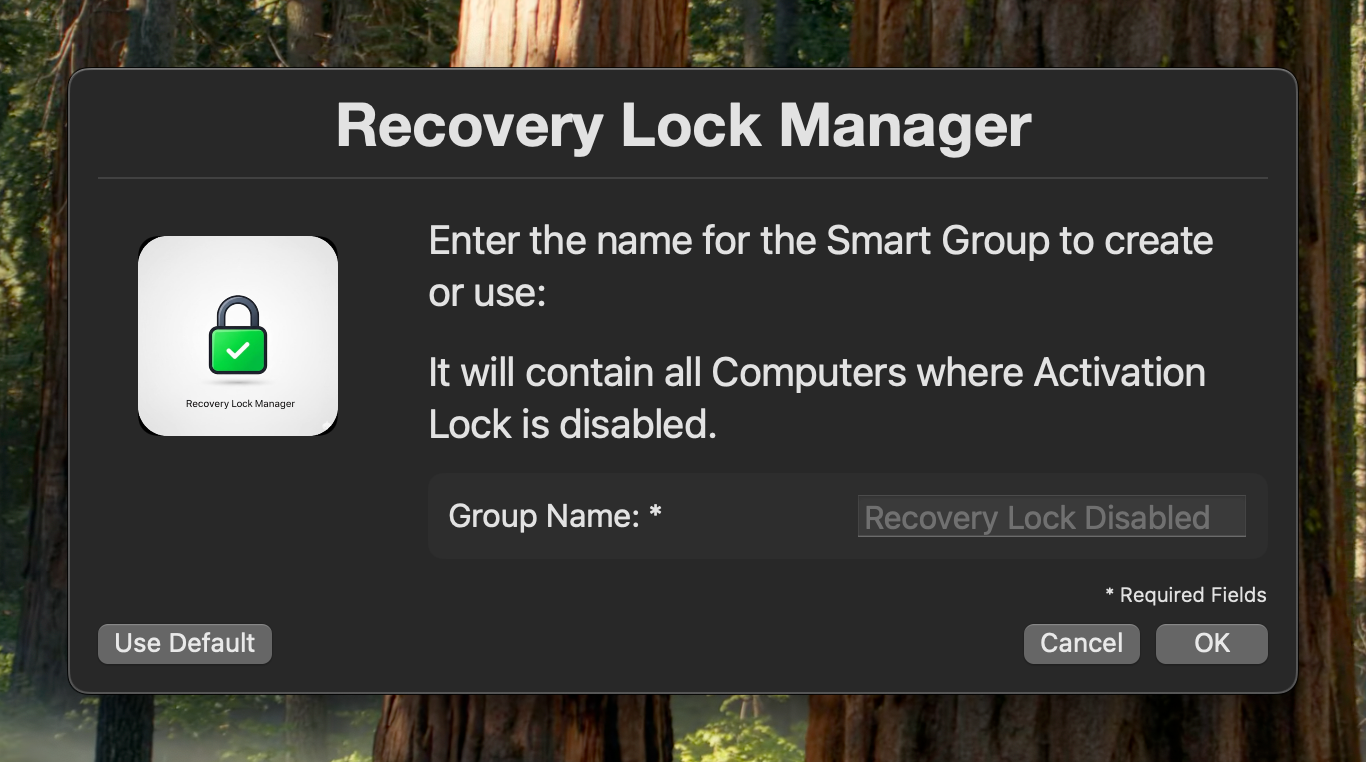 Recovery Lock Manager
Enter the name for the Smart Group to create
or use:
It will contain all Computers where Activation
Lock is disabled.
Recovery Lock Manager
Group Name: *
Recovery Lock Disabled
* Required Fields
Use Default
Cancel
OK